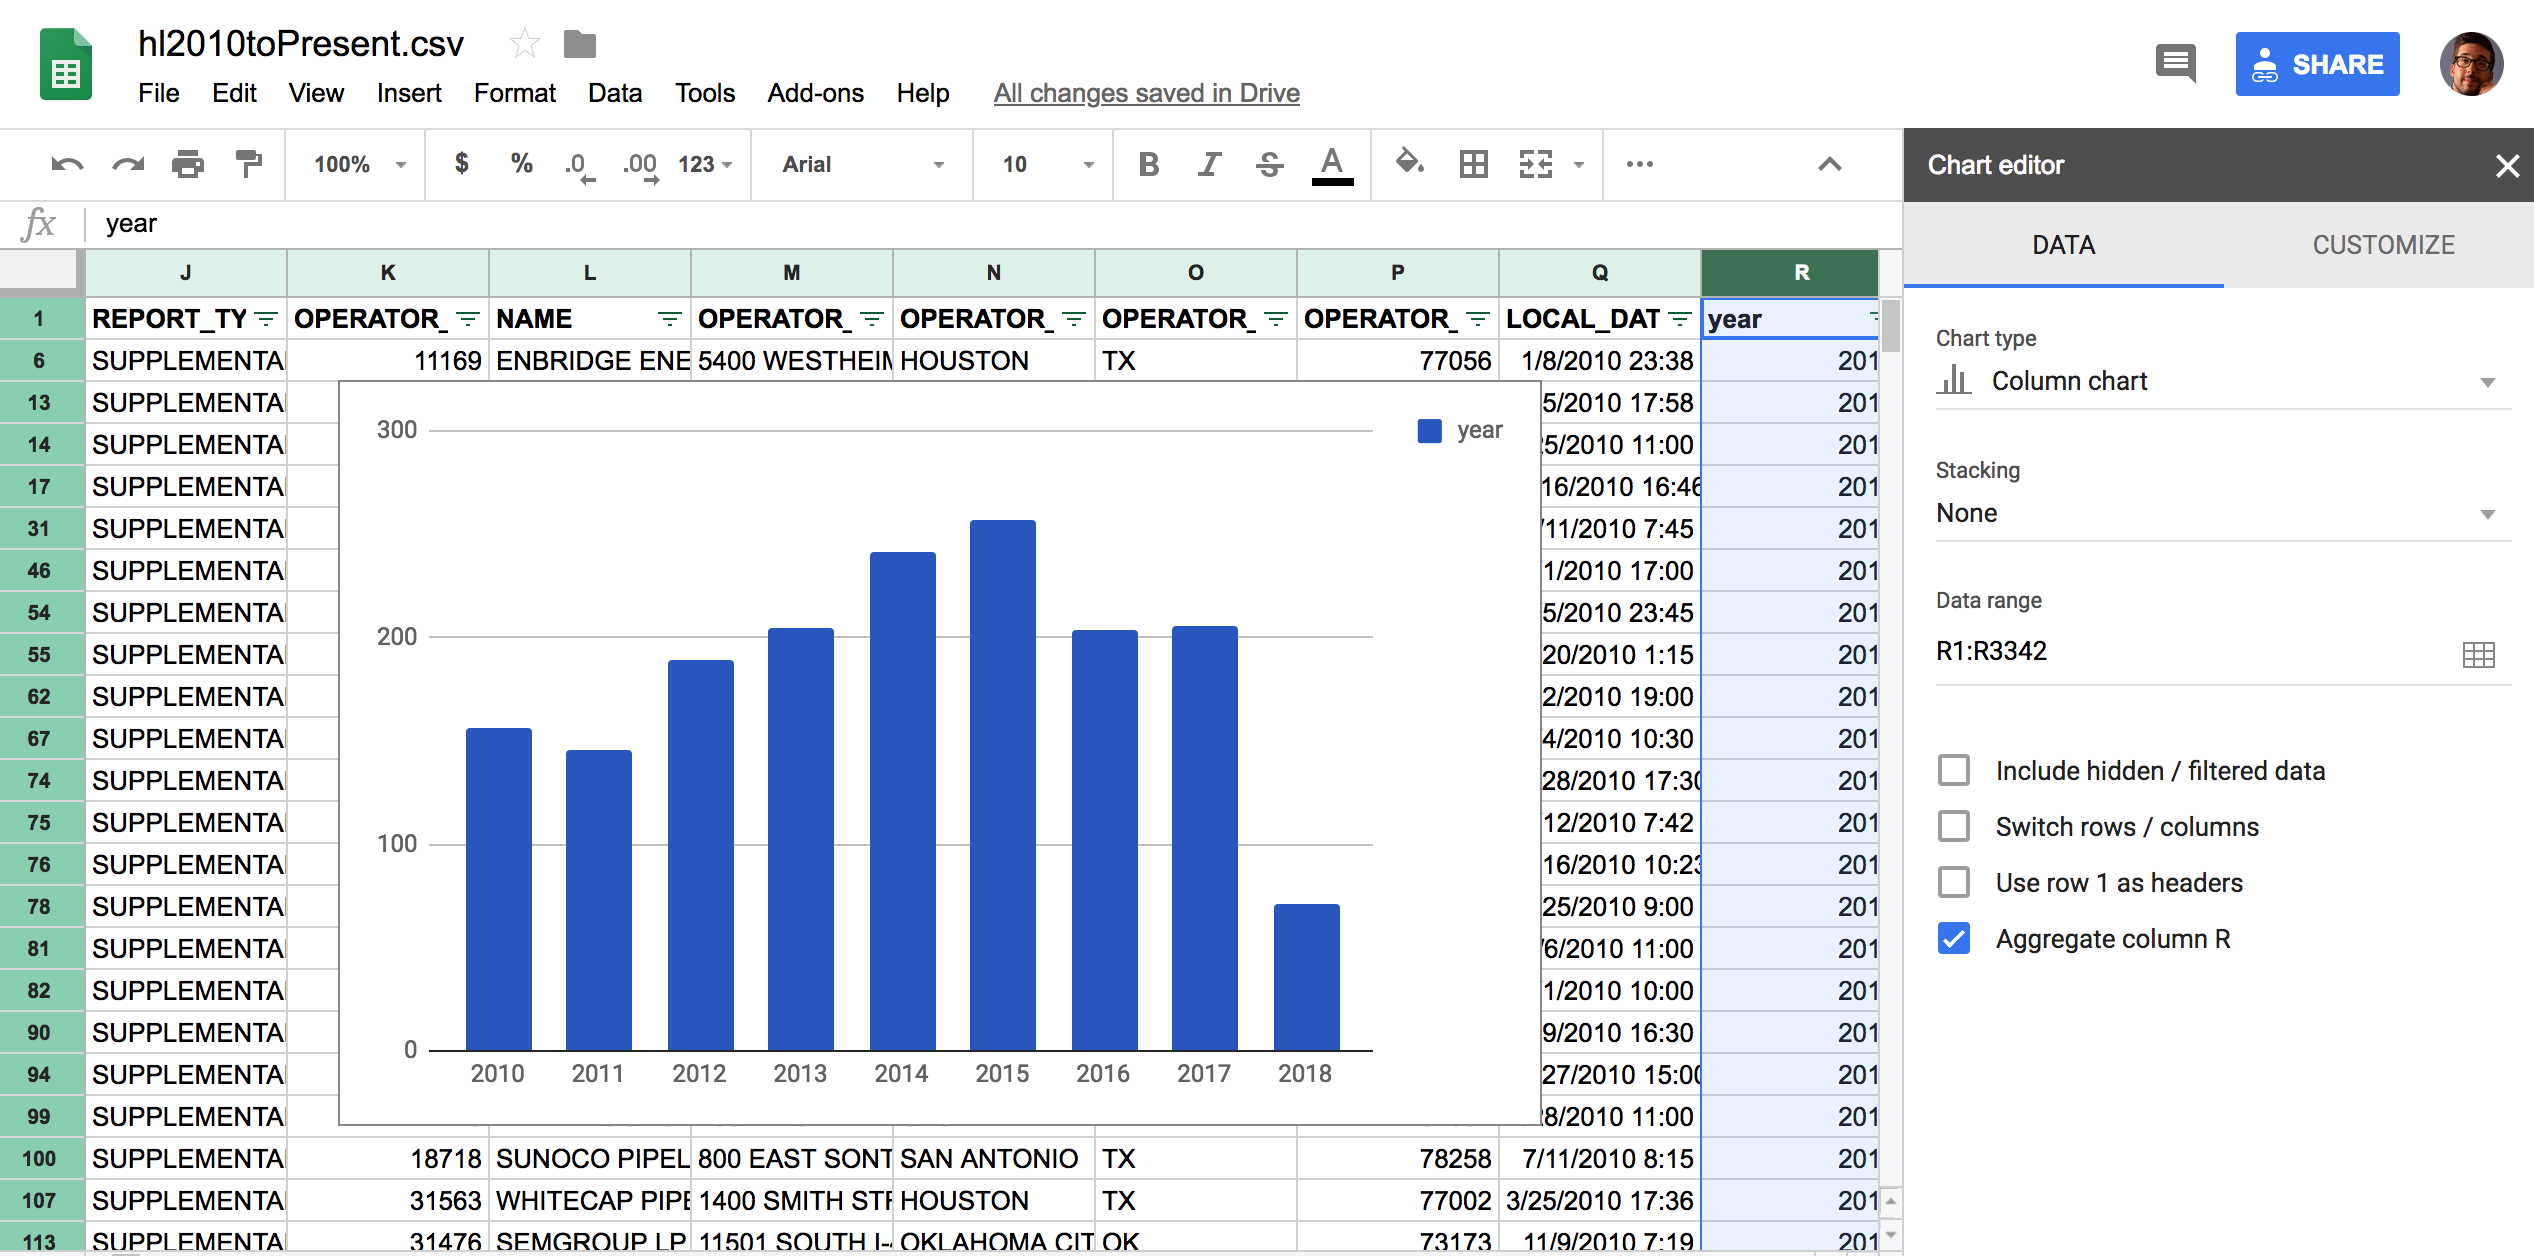 hl2010toPresent.csv
File Edit View Insert Format Data Tools Add-ons Help All changes saved in Drive
SHARE
100% $ % .0 .00 123 Arial 10 B I S A
Chart editor
fx year
DATA CUSTOMIZE
J K L M N O P Q R
1 REPORT_TY OPERATOR_ NAME OPERATOR_ OPERATOR_ OPERATOR_ OPERATOR_ LOCAL_DAT year
6 SUPPLEMENTA 11169 ENBRIDGE ENE 5400 WESTHEIM HOUSTON TX 77056 1/8/2010 23:38 201
13 SUPPLEMENTA 5/2010 17:58 201
14 SUPPLEMENTA 5/2010 11:00 201
17 SUPPLEMENTA 16/2010 16:46 201
31 SUPPLEMENTA /11/2010 7:45 201
46 SUPPLEMENTA 1/2010 17:00 201
54 SUPPLEMENTA 5/2010 23:45 201
55 SUPPLEMENTA 20/2010 1:15 201
62 SUPPLEMENTA 2/2010 19:00 201
67 SUPPLEMENTA 4/2010 10:30 201
74 SUPPLEMENTA 28/2010 17:30 201
75 SUPPLEMENTA 12/2010 7:42 201
76 SUPPLEMENTA 16/2010 10:23 201
78 SUPPLEMENTA 25/2010 9:00 201
81 SUPPLEMENTA /6/2010 11:00 201
82 SUPPLEMENTA 1/2010 10:00 201
90 SUPPLEMENTA 9/2010 16:30 201
94 SUPPLEMENTA 27/2010 15:00 201
99 SUPPLEMENTA 28/2010 11:00 201
100 SUPPLEMENTA 18718 SUNOCO PIPEL 800 EAST SONT SAN ANTONIO TX 78258 7/11/2010 8:15 201
107 SUPPLEMENTA 31563 WHITECAP PIPE 1400 SMITH STR HOUSTON TX 77002 3/25/2010 17:36 201
113 SUPPLEMENTA 31476 SEMGROUP LP 11501 SOUTH I- OKLAHOMA CIT OK 73173 11/9/2010 7:19 201
300
200
100
0
2010 2011 2012 2013 2014 2015 2016 2017 2018
year
Chart type
Column chart
Stacking
None
Data range
R1:R3342
Include hidden / filtered data
Switch rows / columns
Use row 1 as headers
Aggregate column R